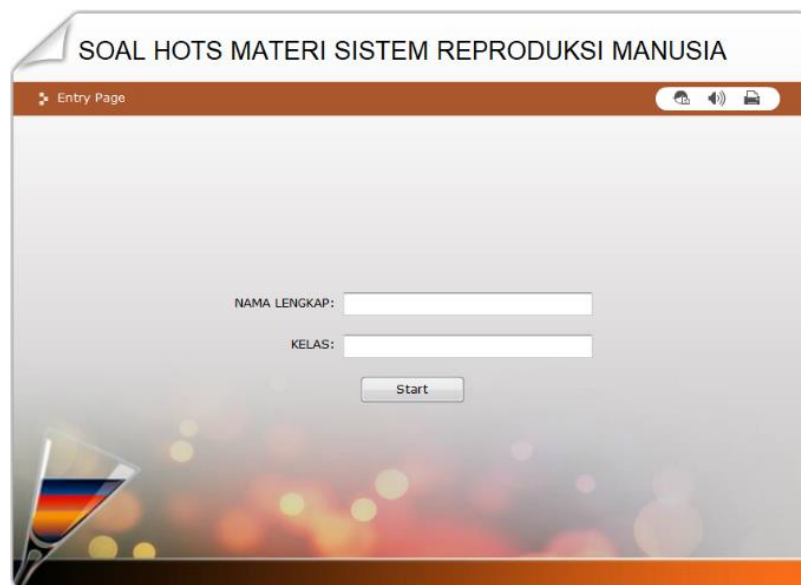 SOAL HOTS MATERI SISTEM REPRODUKSI MANUSIA
Entry Page
NAMA LENGKAP:
KELAS:
Start